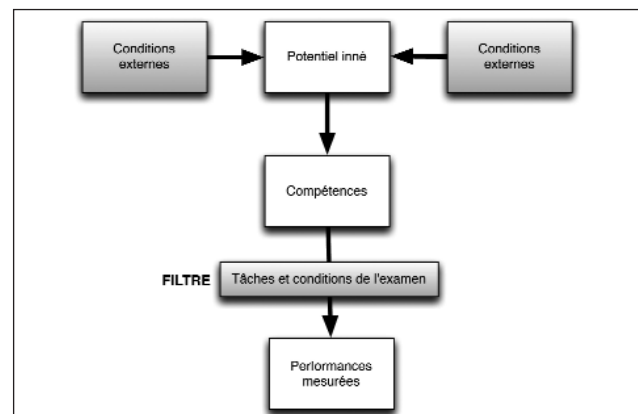 Conditions
externes
Potentiel inné
Conditions
externes
Compétences
FILTRE
Tâches et conditions de l'examen
Performances
mesurées